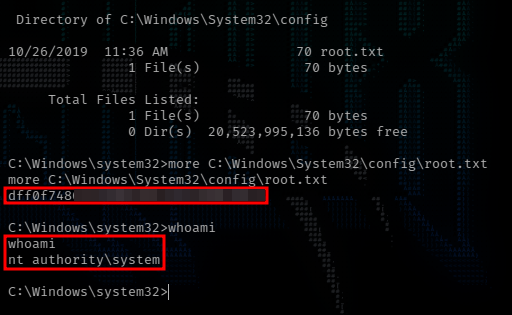 Directory of C:\Windows\System32\config
10/26/2019  11:36 AM                70 root.txt
               1 File(s)             70 bytes
     Total Files Listed:
               1 File(s)             70 bytes
               0 Dir(s)  20,523,995,136 bytes free
C:\Windows\system32>more C:\Windows\System32\config\root.txt
more C:\Windows\System32\config\root.txt
dff0f748
C:\Windows\system32>whoami
whoami
nt authority\system
C:\Windows\system32>